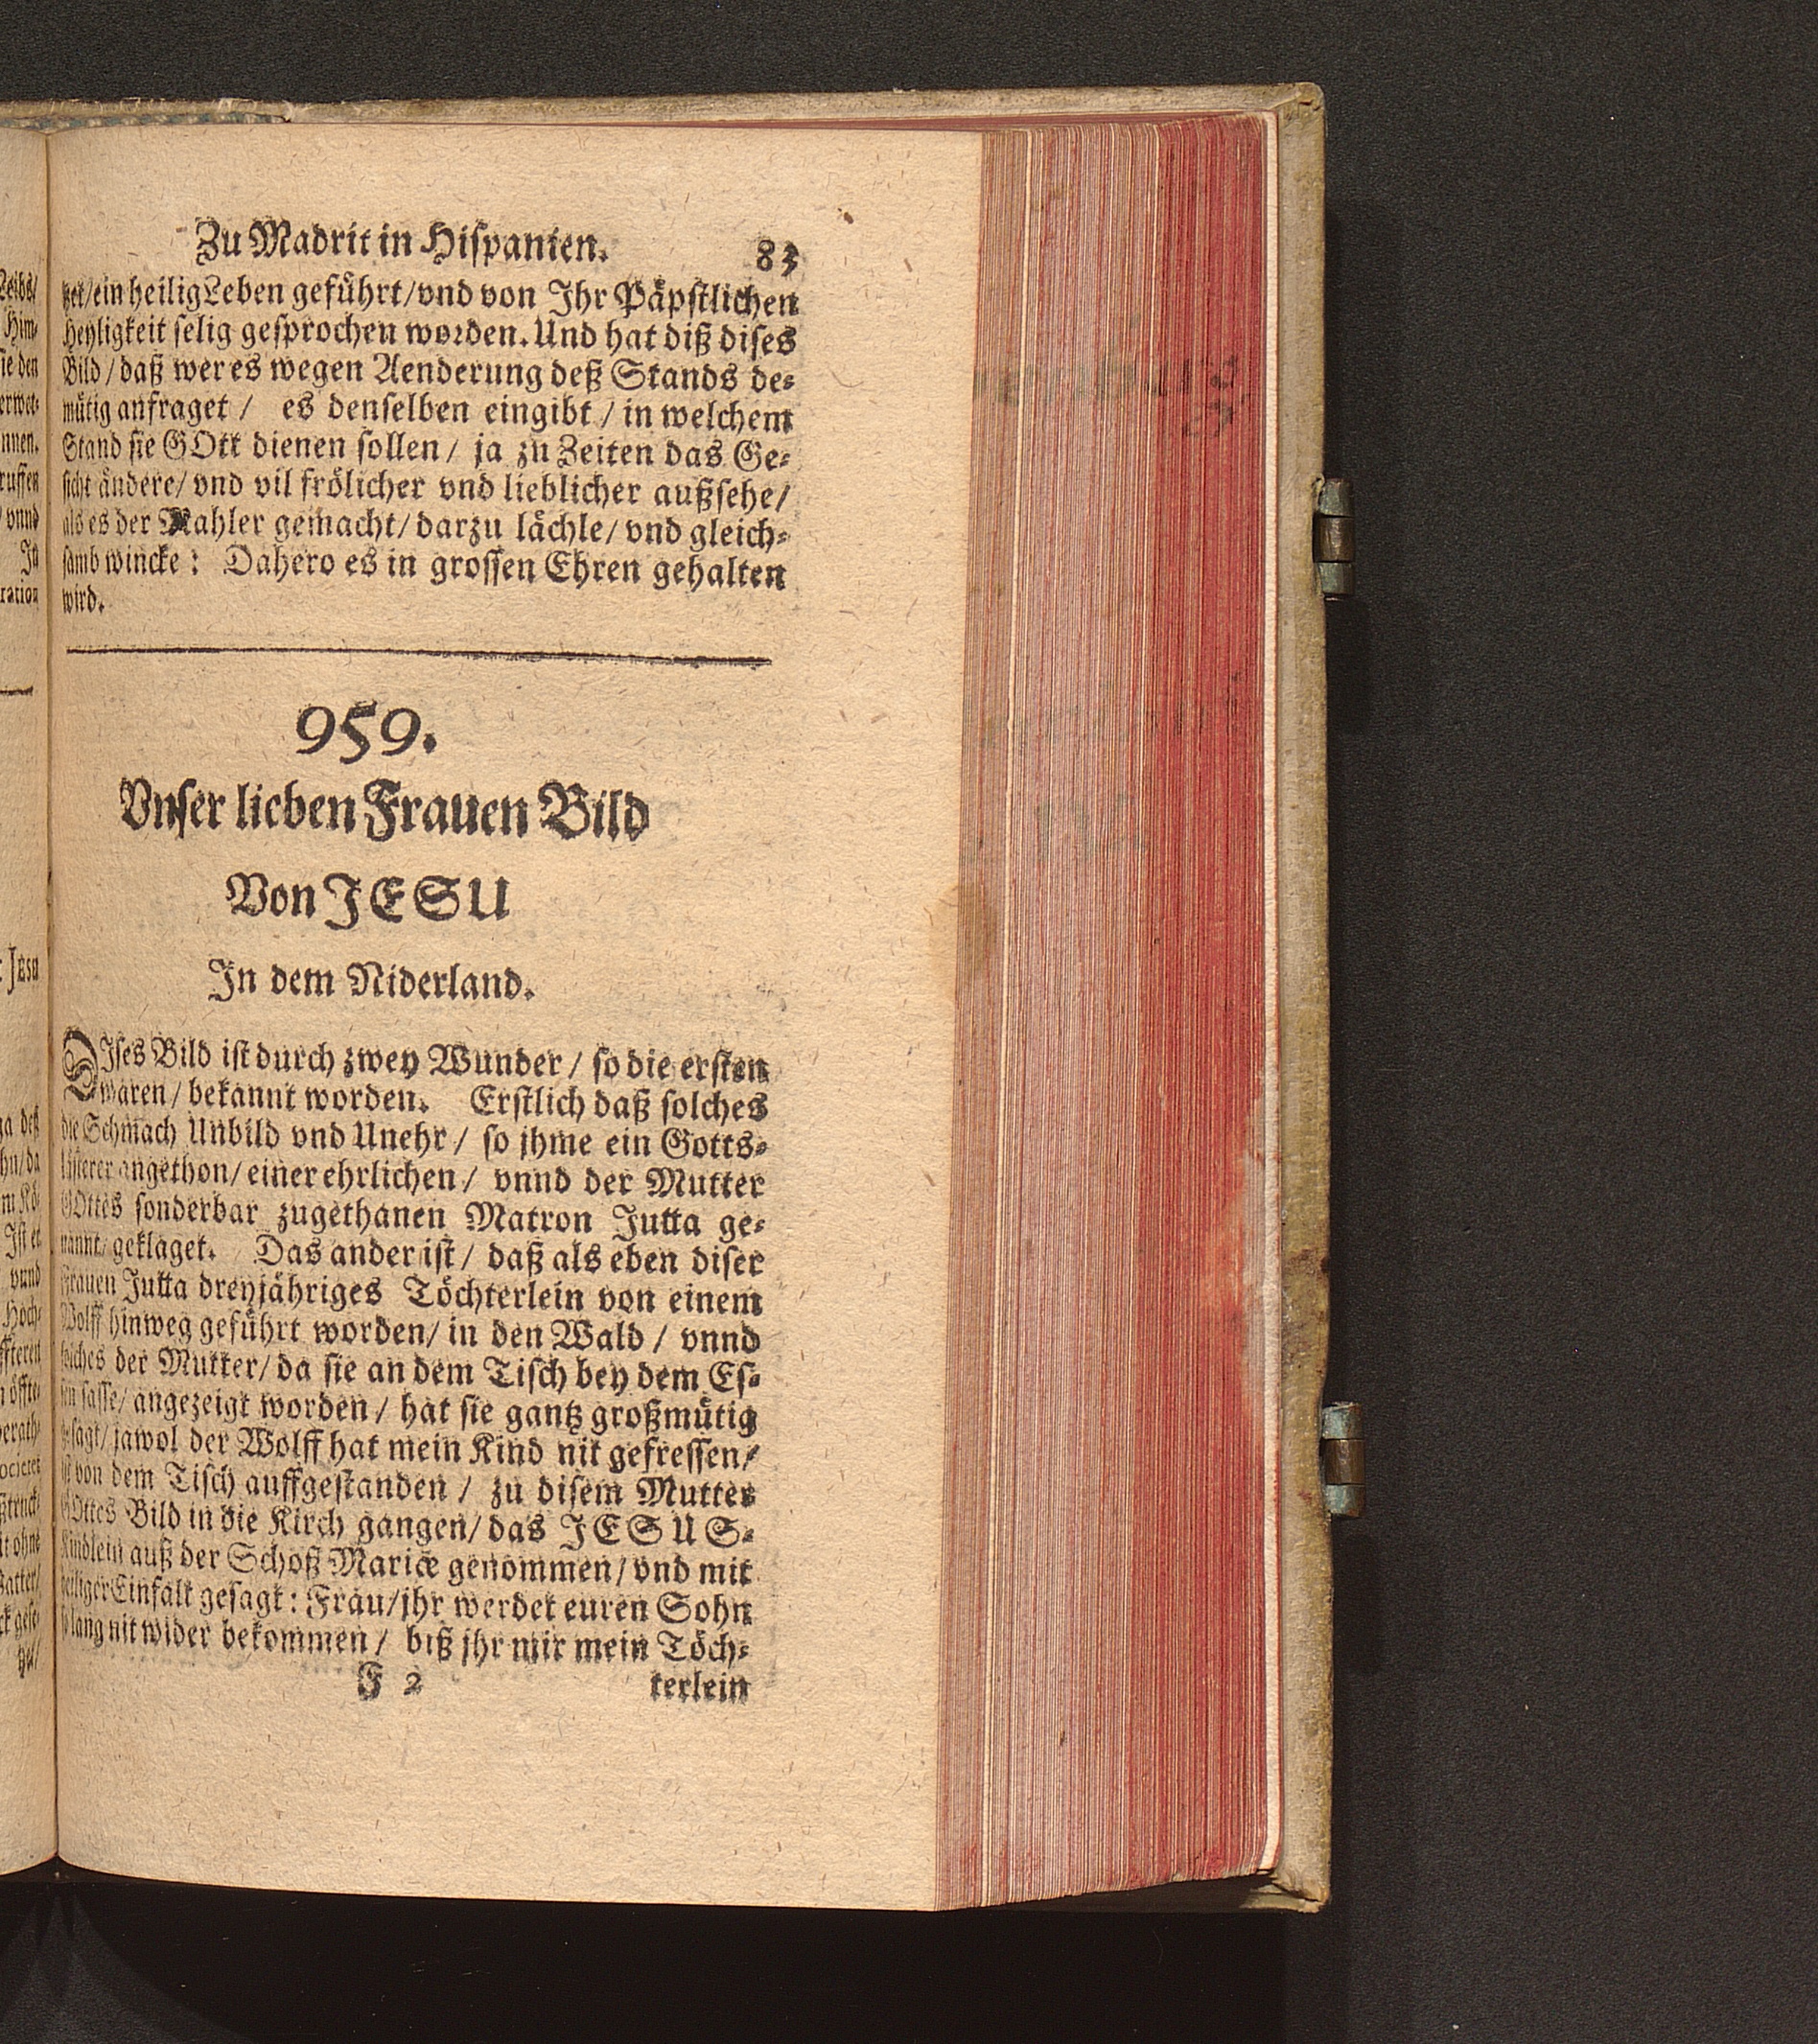 Zu Madrit in Hispanien. 83
ket/ein heilig Leben geführt/vnd von Ihr Päpstlichen
Heyligkeit selig gesprochen worden. Und hat diß dises
Bild/daß wer es wegen Aenderung deß Stands de-
mütig anfraget / es denselben eingibt / in welchem
Stand sie GOtt dienen sollen / ja zu Zeiten das Ge-
sicht ändere/ vnd vil frölicher vnd lieblicher außsehe/
als es der Mahler gemacht/ darzu lächle/ vnd gleich-
samb wincke: Dahero es in grossen Ehren gehalten
wird.
959.
Vnser lieben Frauen Bild
Von JESU
In dem Niderland.
DIses Bild ist durch zwey Wunder / so die ersten
waren / bekannt worden. Erstlich daß solches
die Schmach Unbild vnd Unehr / so jhme ein Gotts-
lästerer angethon/ einer ehrlichen / vnnd der Mutter
GOttes sonderbar zugethanen Matron Jutta ge-
nannt/ geklaget. Das ander ist / daß als eben diser
Frauen Jutta dreyjähriges Töchterlein von einem
Wolff hinweg geführt worden/ in den Wald / vnnd
solches der Mutter/ da sie an dem Tisch bey dem Es-
sen sasse/ angezeigt worden / hat sie gantz großmütig
gesagt/ jawol der Wolff hat mein Kind nit gefressen/
ist von dem Tisch auffgestanden / zu disem Mutter
GOttes Bild in die Kirch gangen/ das JESUS-
Kindlein auß der Schoß Mariæ genommen / vnd mit
heiliger Einfalt gesagt: Frau/ jhr werdet euren Sohn
so lang nit wider bekommen / biß jhr mir mein Töch-
F 2 terlein